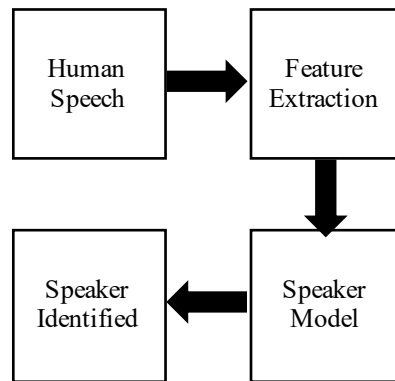 Human
Speech
Feature
Extraction
Speaker
Identified
Speaker
Model